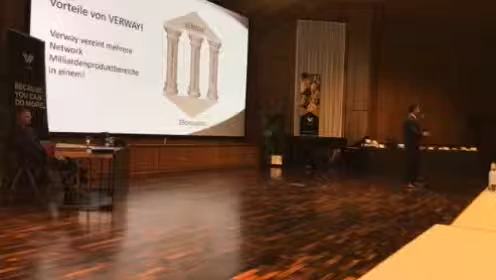 Vorteile von VERWAY!
Verway vereint mehrere
Network
Milliardenproduktbereiche
in einem!
BECAUSE
YOU CAN
DO MORE.